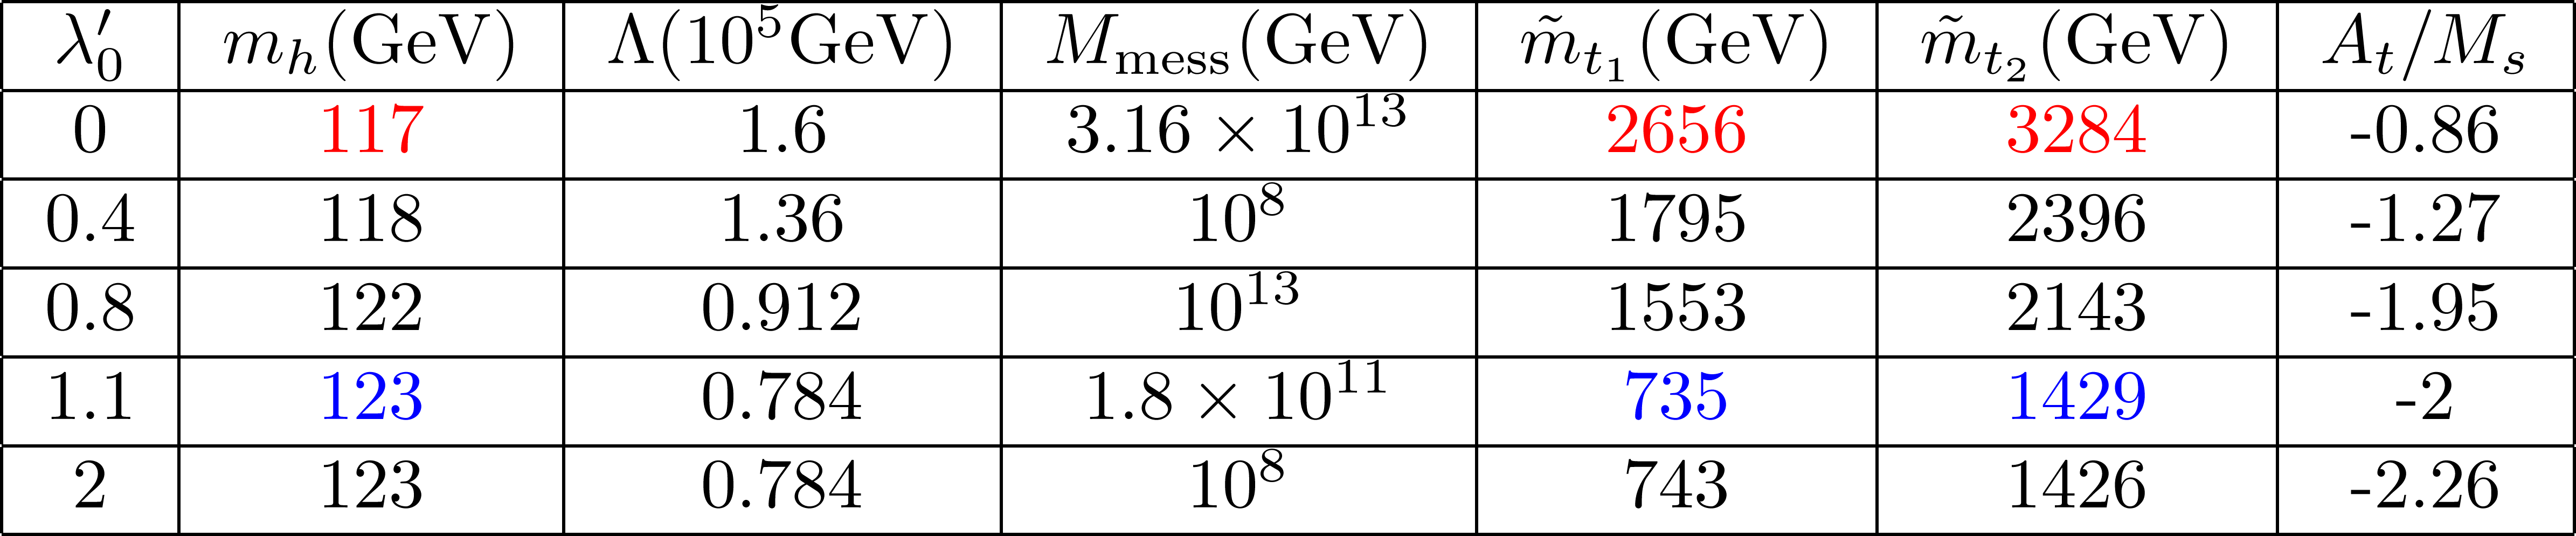 λ′₀ m_h(GeV) Λ(10⁵GeV) M_mess(GeV) m̃_t₁(GeV) m̃_t₂(GeV) A_t/M_s
0 117 1.6 3.16 × 10¹³ 2656 3284 -0.86
0.4 118 1.36 10⁸ 1795 2396 -1.27
0.8 122 0.912 10¹³ 1553 2143 -1.95
1.1 123 0.784 1.8 × 10¹¹ 735 1429 -2
2 123 0.784 10⁸ 743 1426 -2.26